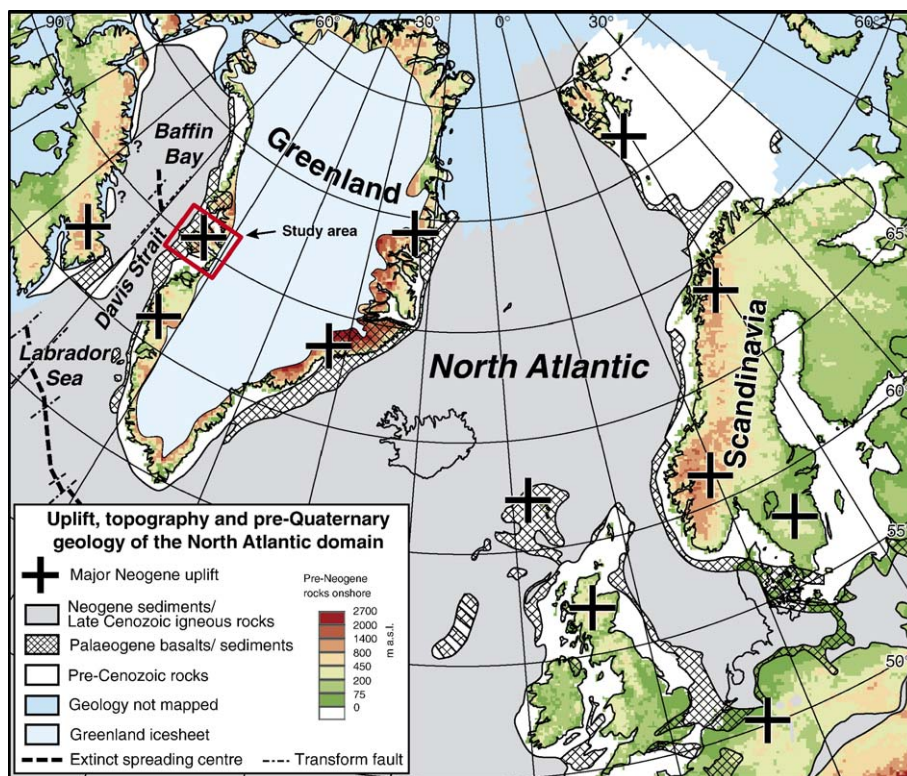 90°
60°
0°
30°
60°
Baffin
Bay
Greenland
?
?
Study area
Davis Strait
65°
Labrador
Sea
North Atlantic
Scandinavia
60°
55°
50°
Uplift, topography and pre-Quaternary
geology of the North Atlantic domain
Major Neogene uplift
Neogene sediments/
Late Cenozoic igneous rocks
Palaeogene basalts/ sediments
Pre-Cenozoic rocks
Geology not mapped
Greenland icesheet
Extinct spreading centre
Transform fault
Pre-Neogene
rocks onshore
2700
2000
1400
800
450
200
75
0
m a.s.l.